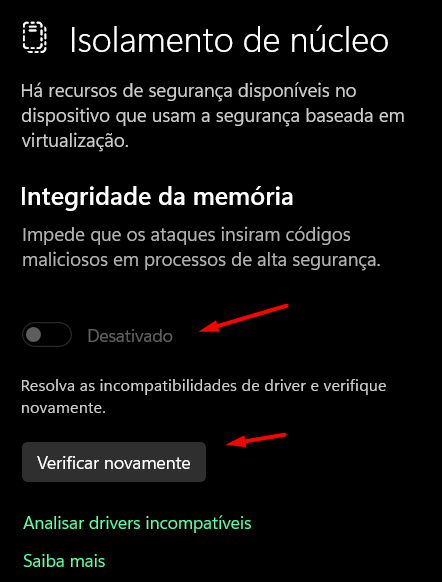 Isolamento de núcleo
Há recursos de segurança disponíveis no
dispositivo que usam a segurança baseada em
virtualização.
Integridade da memória
Impede que os ataques insiram códigos
maliciosos em processos de alta segurança.
Desativado
Resolva as incompatibilidades de driver e verifique
novamente.
Verificar novamente
Analisar drivers incompatíveis
Saiba mais